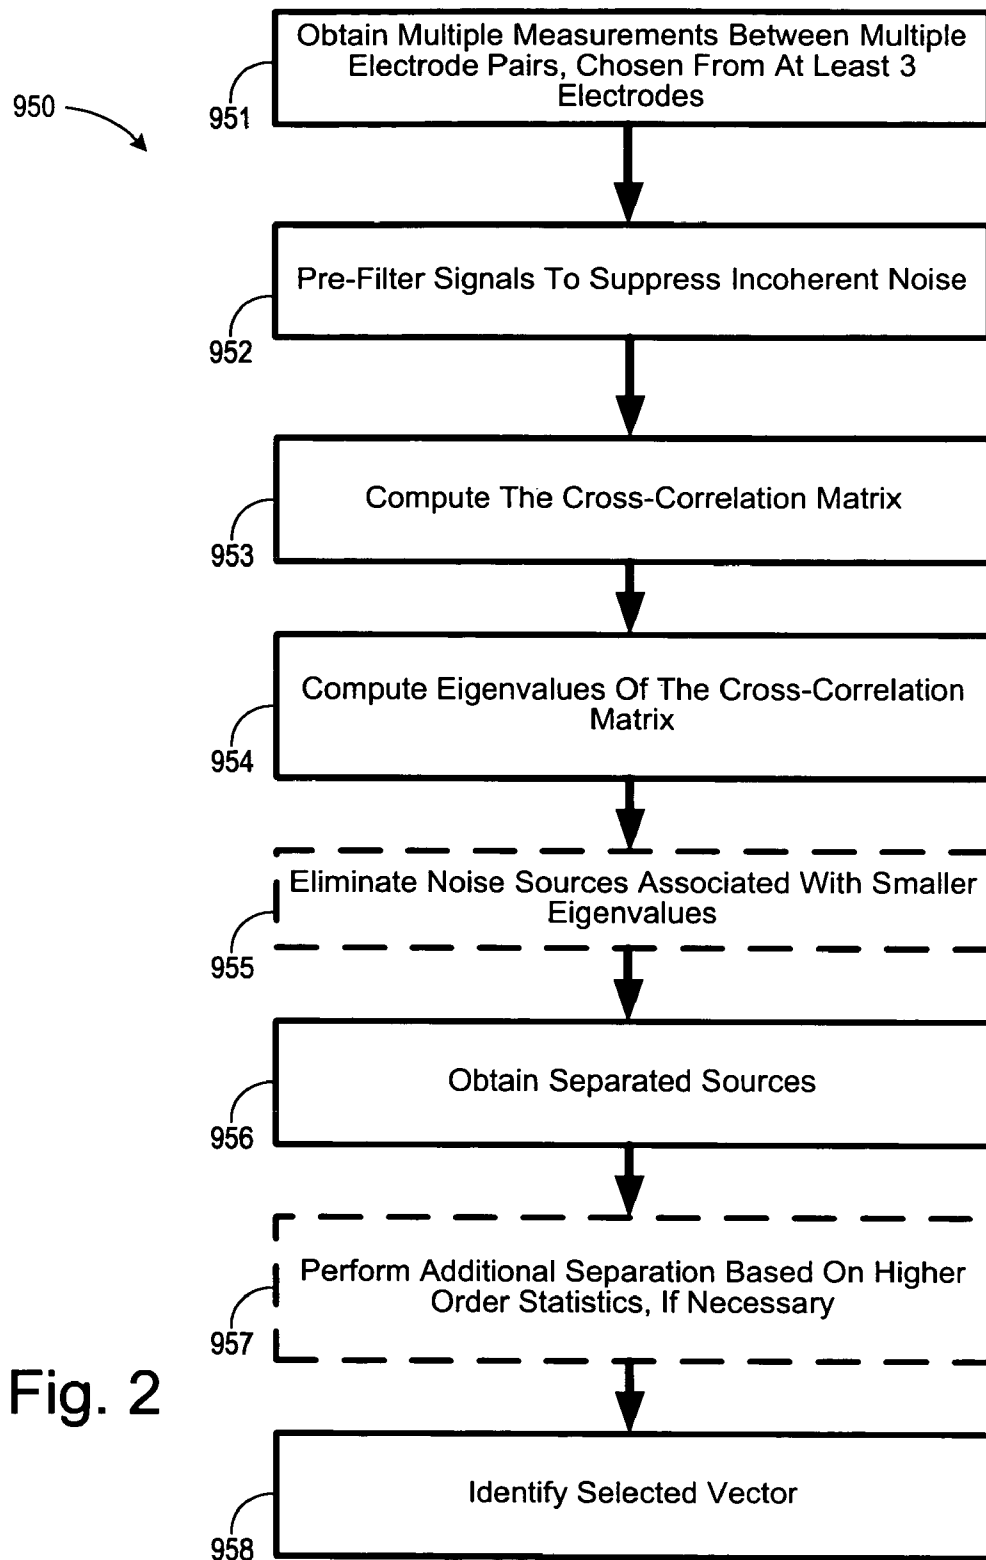 950
Obtain Multiple Measurements Between Multiple
Electrode Pairs, Chosen From At Least 3
Electrodes
951
Pre-Filter Signals To Suppress Incoherent Noise
952
Compute The Cross-Correlation Matrix
953
Compute Eigenvalues Of The Cross-Correlation
Matrix
954
Eliminate Noise Sources Associated With Smaller
Eigenvalues
955
Obtain Separated Sources
956
Perform Additional Separation Based On Higher
Order Statistics, If Necessary
957
Identify Selected Vector
958
Fig. 2